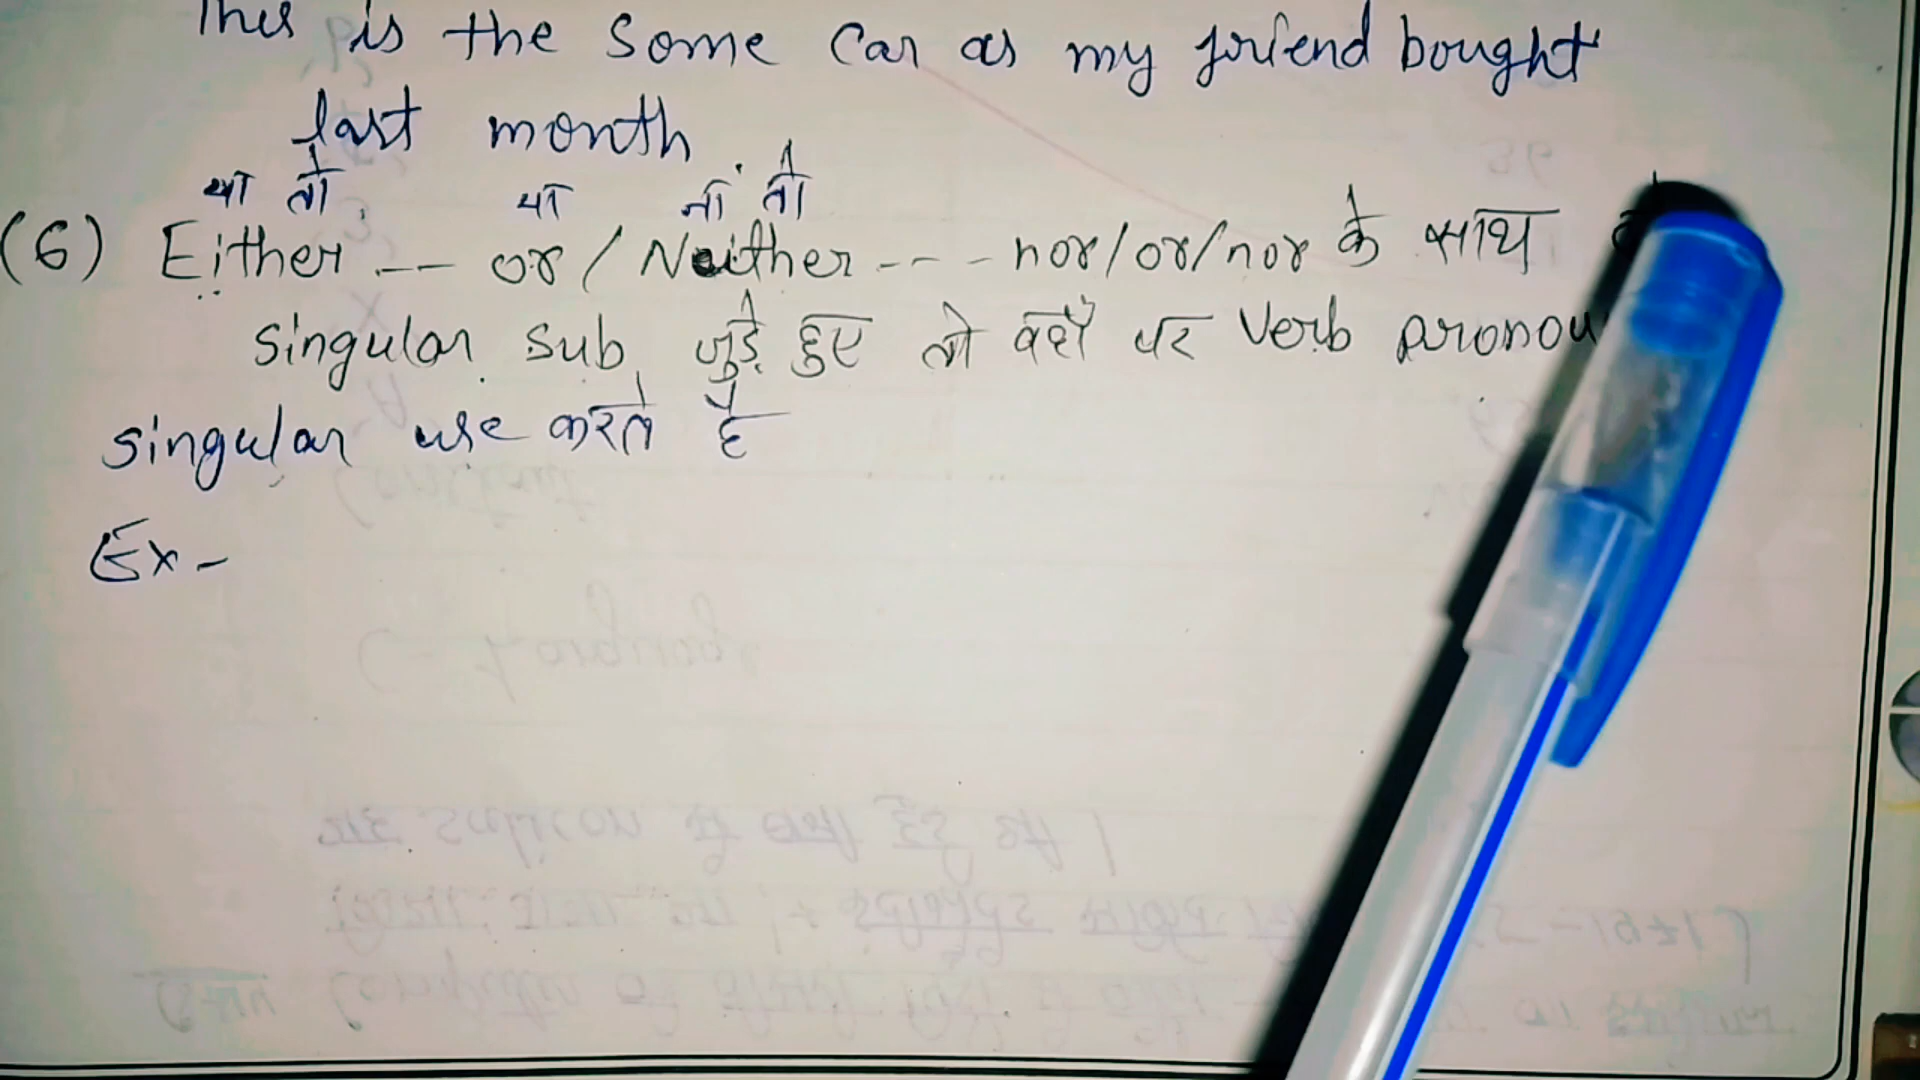 This is the Some Car as my friend bought
last month.
या तो या ना तो
(6) Either --- or / Neither --- nor/or/nor के साथ
singular sub जुड़े हुए तो वहाँ पर Verb pronou
singular use करते है
Ex -